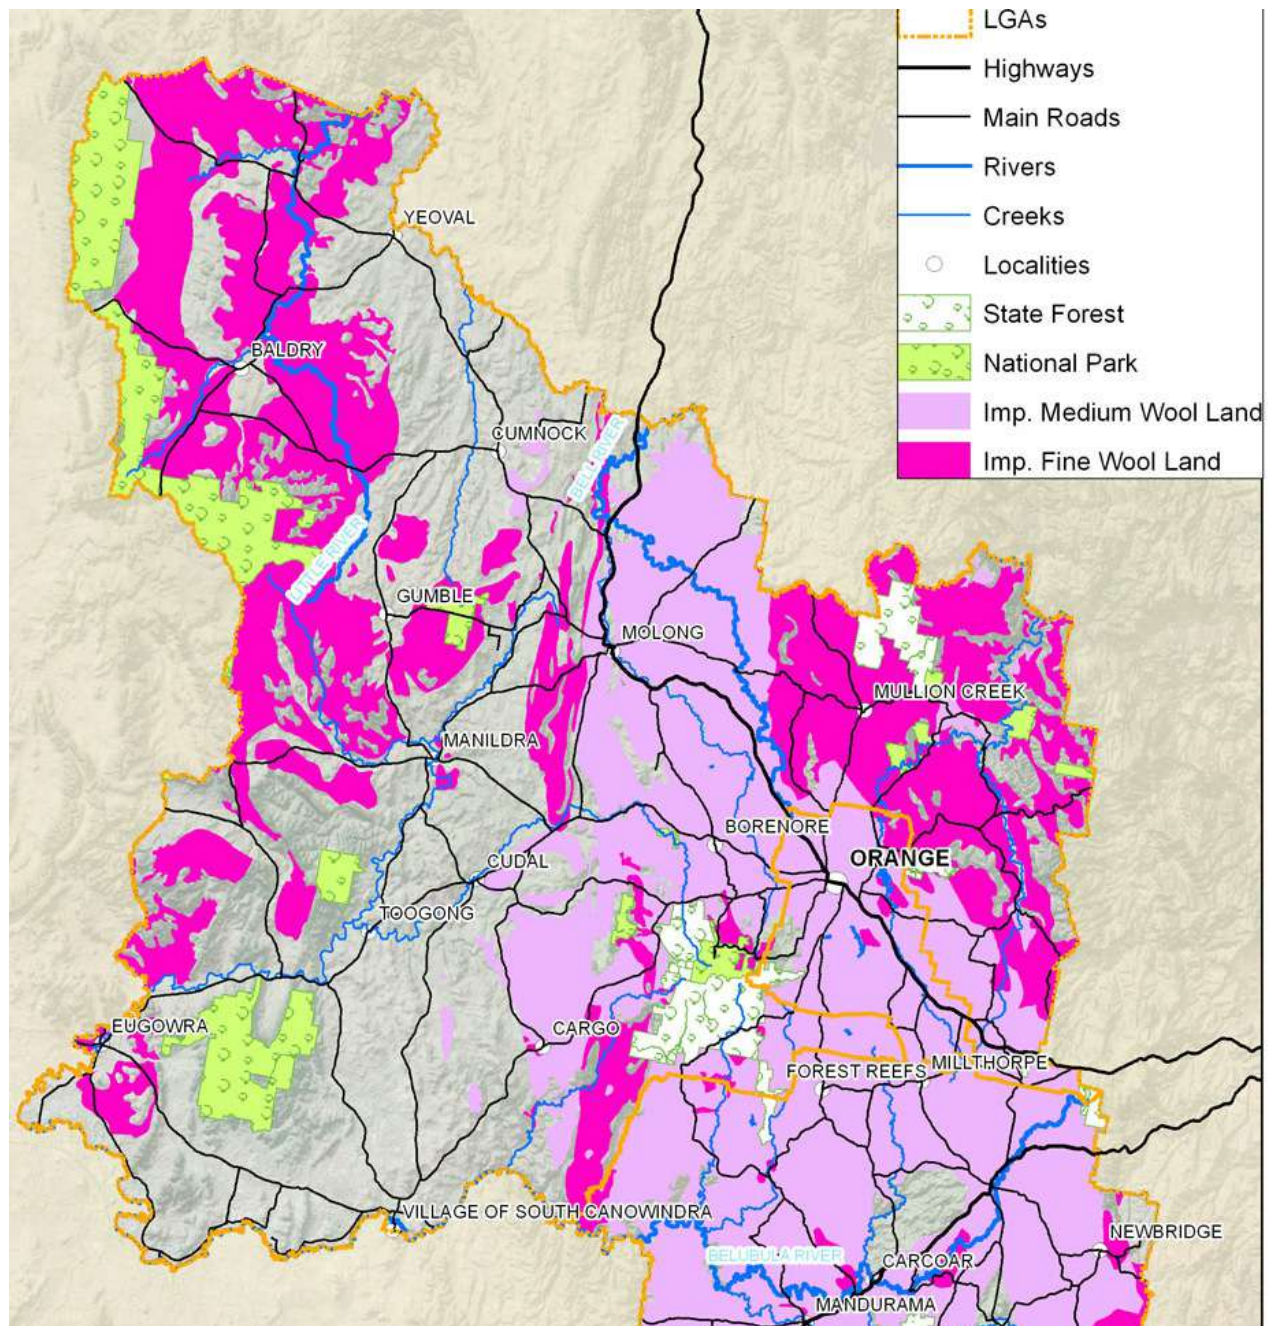 LGAs
Highways
Main Roads
Rivers
Creeks
Localities
State Forest
National Park
Imp. Medium Wool Land
Imp. Fine Wool Land
YEOVAL
BALDRY
CUMNOCK
BELL RIVER
LITTLE RIVER
GUMBLE
MOLONG
MULLION CREEK
MANILDRA
BORENORE
ORANGE
CUDAL
TOOGONG
EUGOWRA
CARGO
FOREST REEFS
MILLTHORPE
VILLAGE OF SOUTH CANOWINDRA
NEWBRIDGE
BELUBULA RIVER
CARCOAR
MANDURAMA